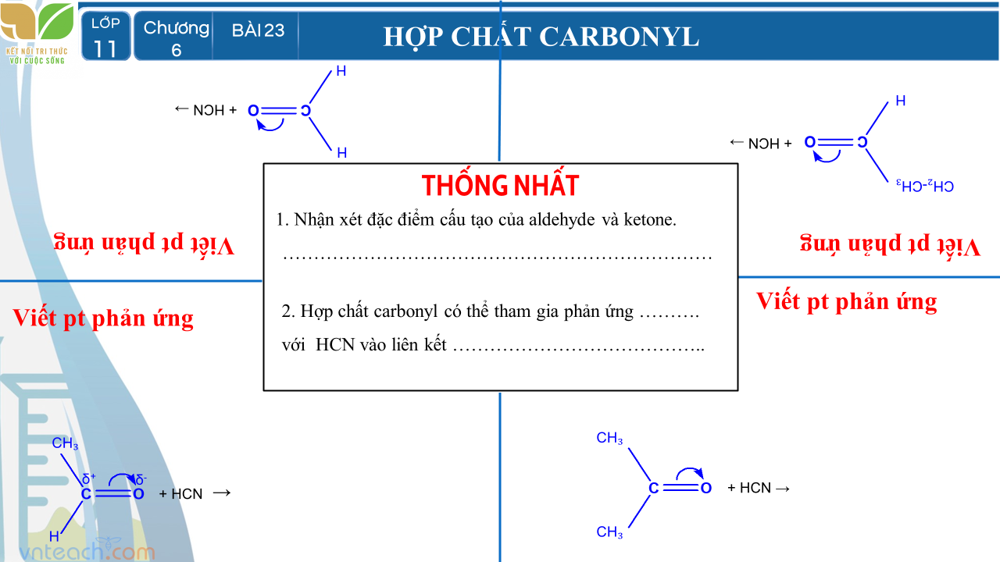 KẾT NỐI TRI THỨC
VỚI CUỘC SỐNG
LỚP
11
Chương
6
BÀI 23
HỢP CHẤT CARBONYL
H
C
O
+ HCN →
H
H
C
O
+ HCN →
CH₂-CH₃
Viết pt phản ứng
Viết pt phản ứng
THỐNG NHẤT
1. Nhận xét đặc điểm cấu tạo của aldehyde và ketone.
……………………………………………………………
2. Hợp chất carbonyl có thể tham gia phản ứng ……….
với HCN vào liên kết …………………………………..
Viết pt phản ứng
Viết pt phản ứng
CH₃
δ⁺ δ⁻
C O + HCN →
H
CH₃
C O + HCN →
CH₃
vnteach.com